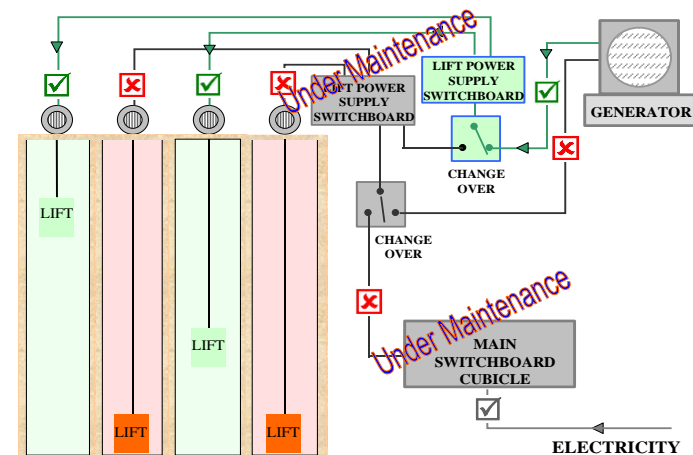 Under Maintenance
LIFT POWER
SUPPLY
SWITCHBOARD
LIFT POWER
SUPPLY
SWITCHBOARD
GENERATOR
CHANGE
OVER
CHANGE
OVER
LIFT
LIFT
LIFT
LIFT
Under Maintenance
MAIN
SWITCHBOARD
CUBICLE
ELECTRICITY